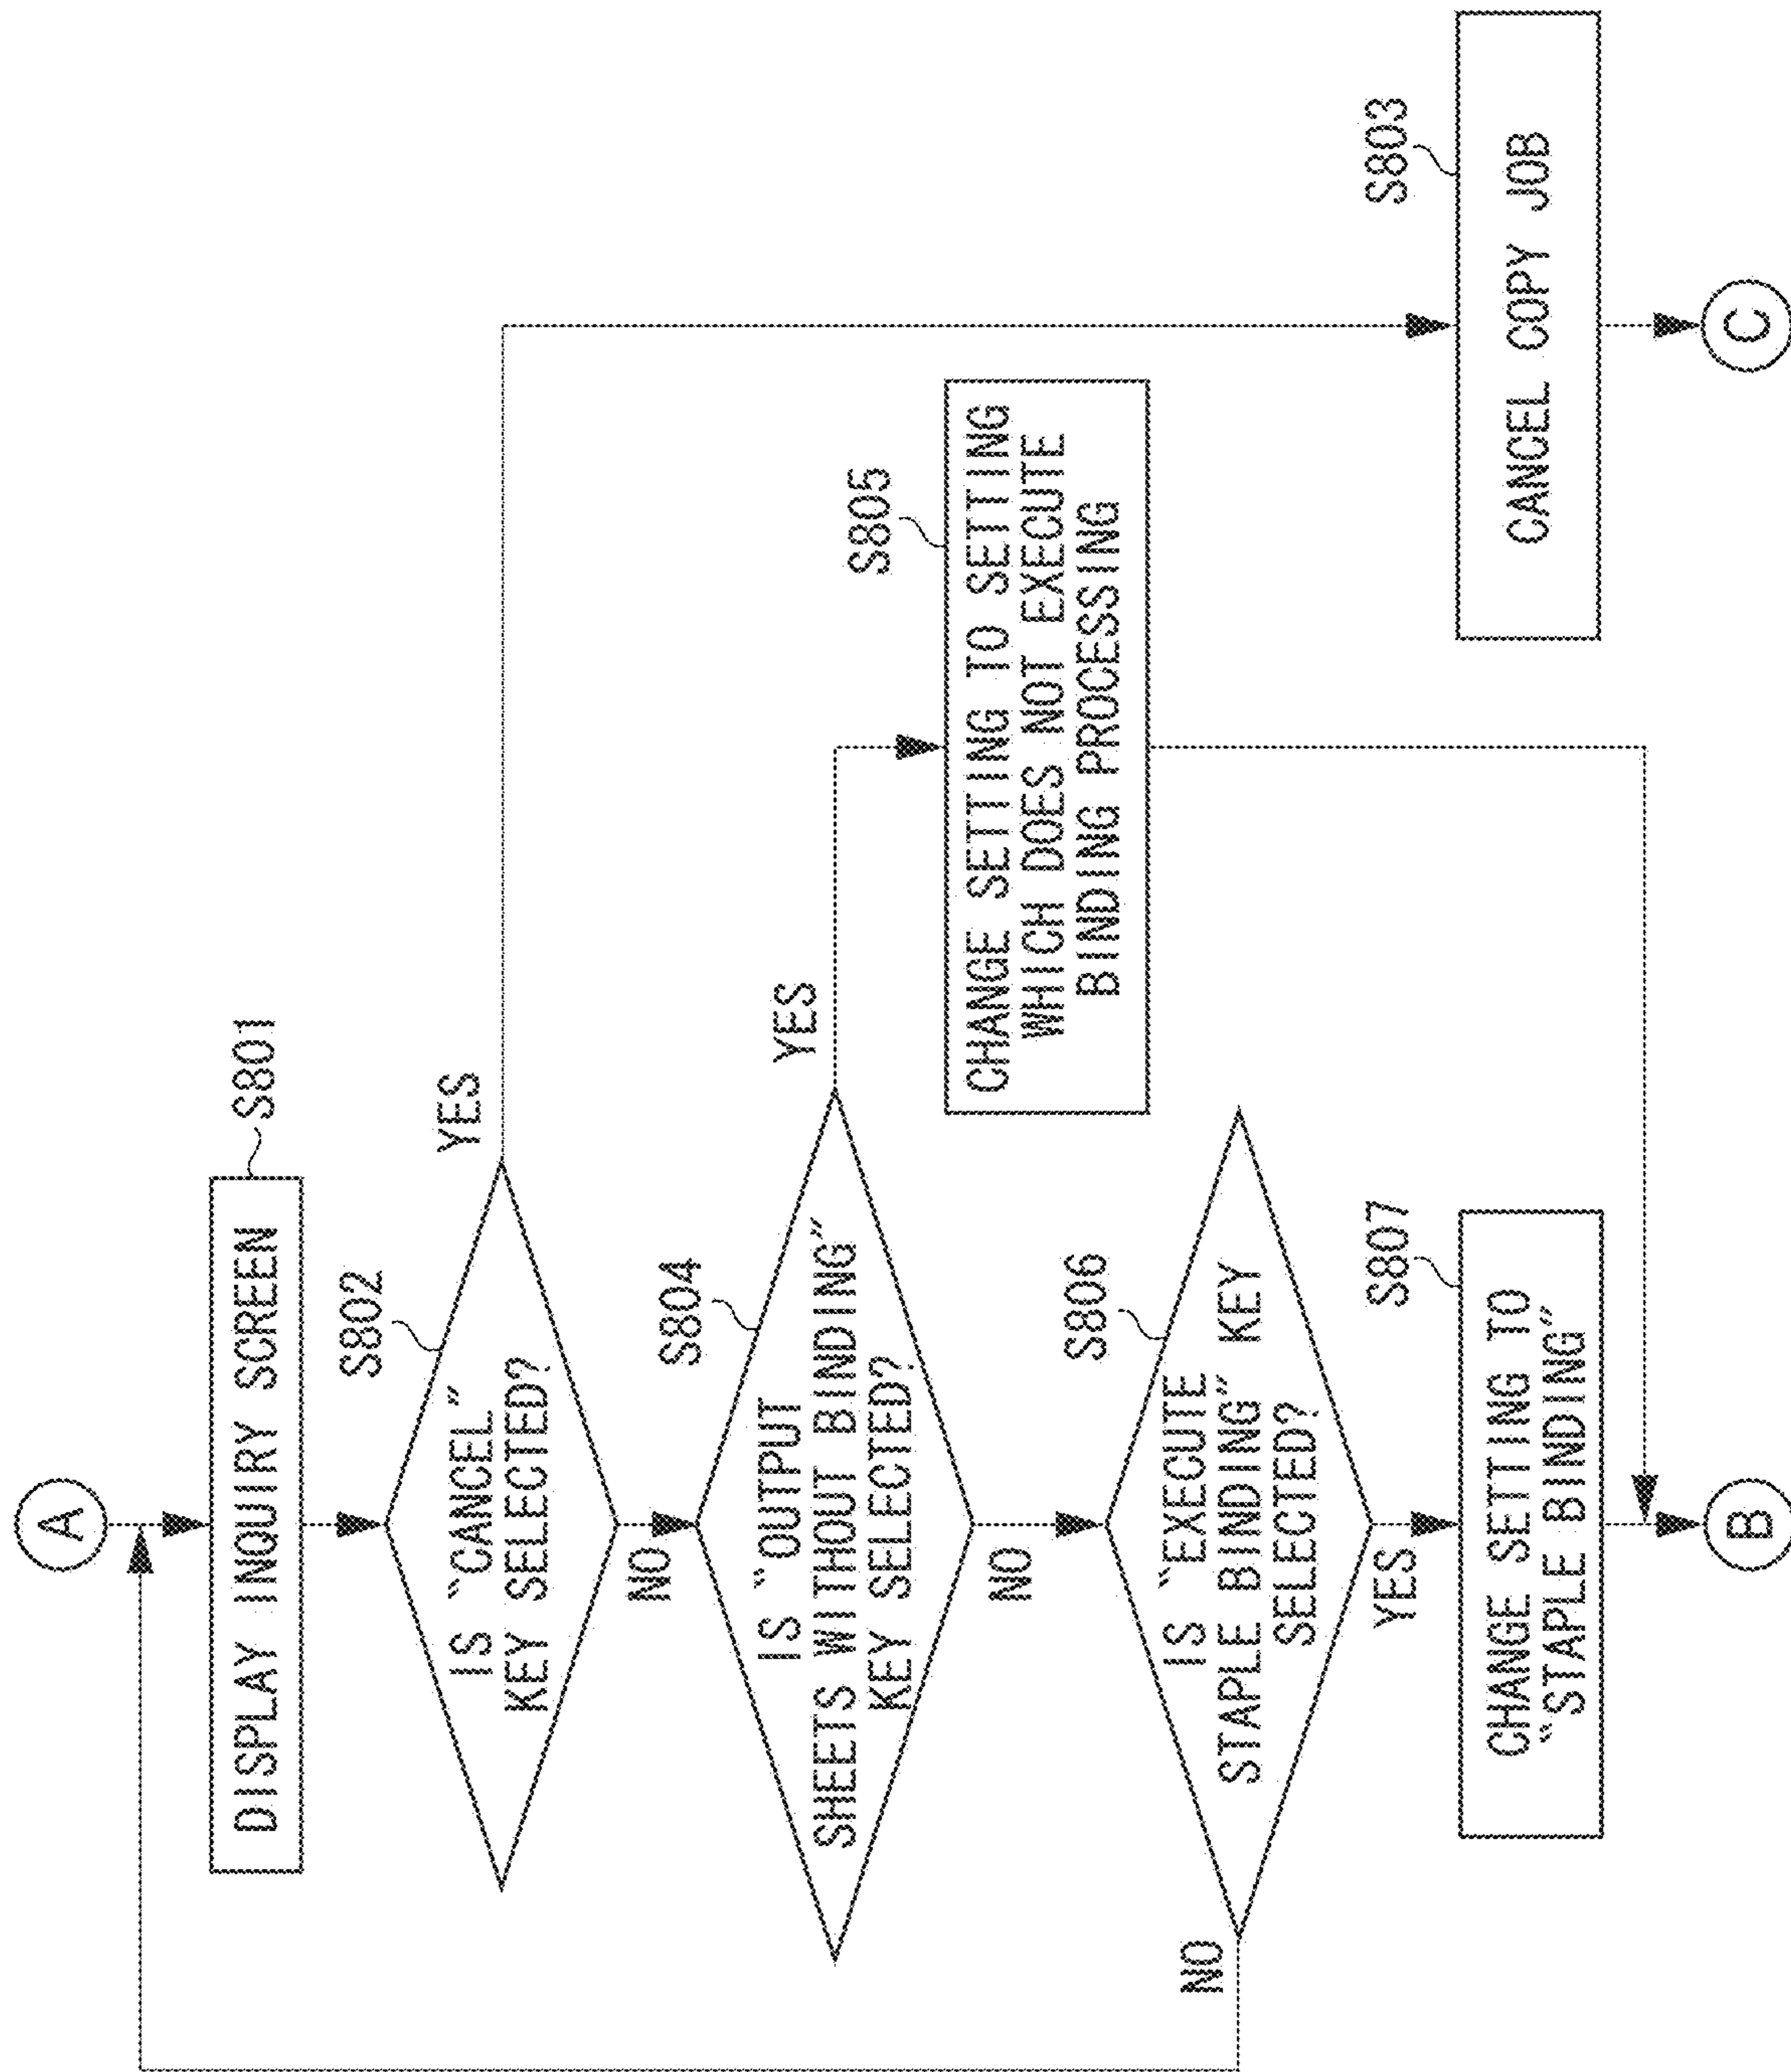 A
DISPLAY INQUIRY SCREEN
S801
S802
IS "CANCEL"
KEY SELECTED?
YES
NO
S804
IS "OUTPUT
SHEETS WITHOUT BINDING"
KEY SELECTED?
YES
NO
S805
CHANGE SETTING TO SETTING
WHICH DOES NOT EXECUTE
BINDING PROCESSING
S806
IS "EXECUTE
STAPLE BINDING" KEY
SELECTED?
NO
YES
S807
CHANGE SETTING TO
"STAPLE BINDING"
S803
CANCEL COPY JOB
B
C